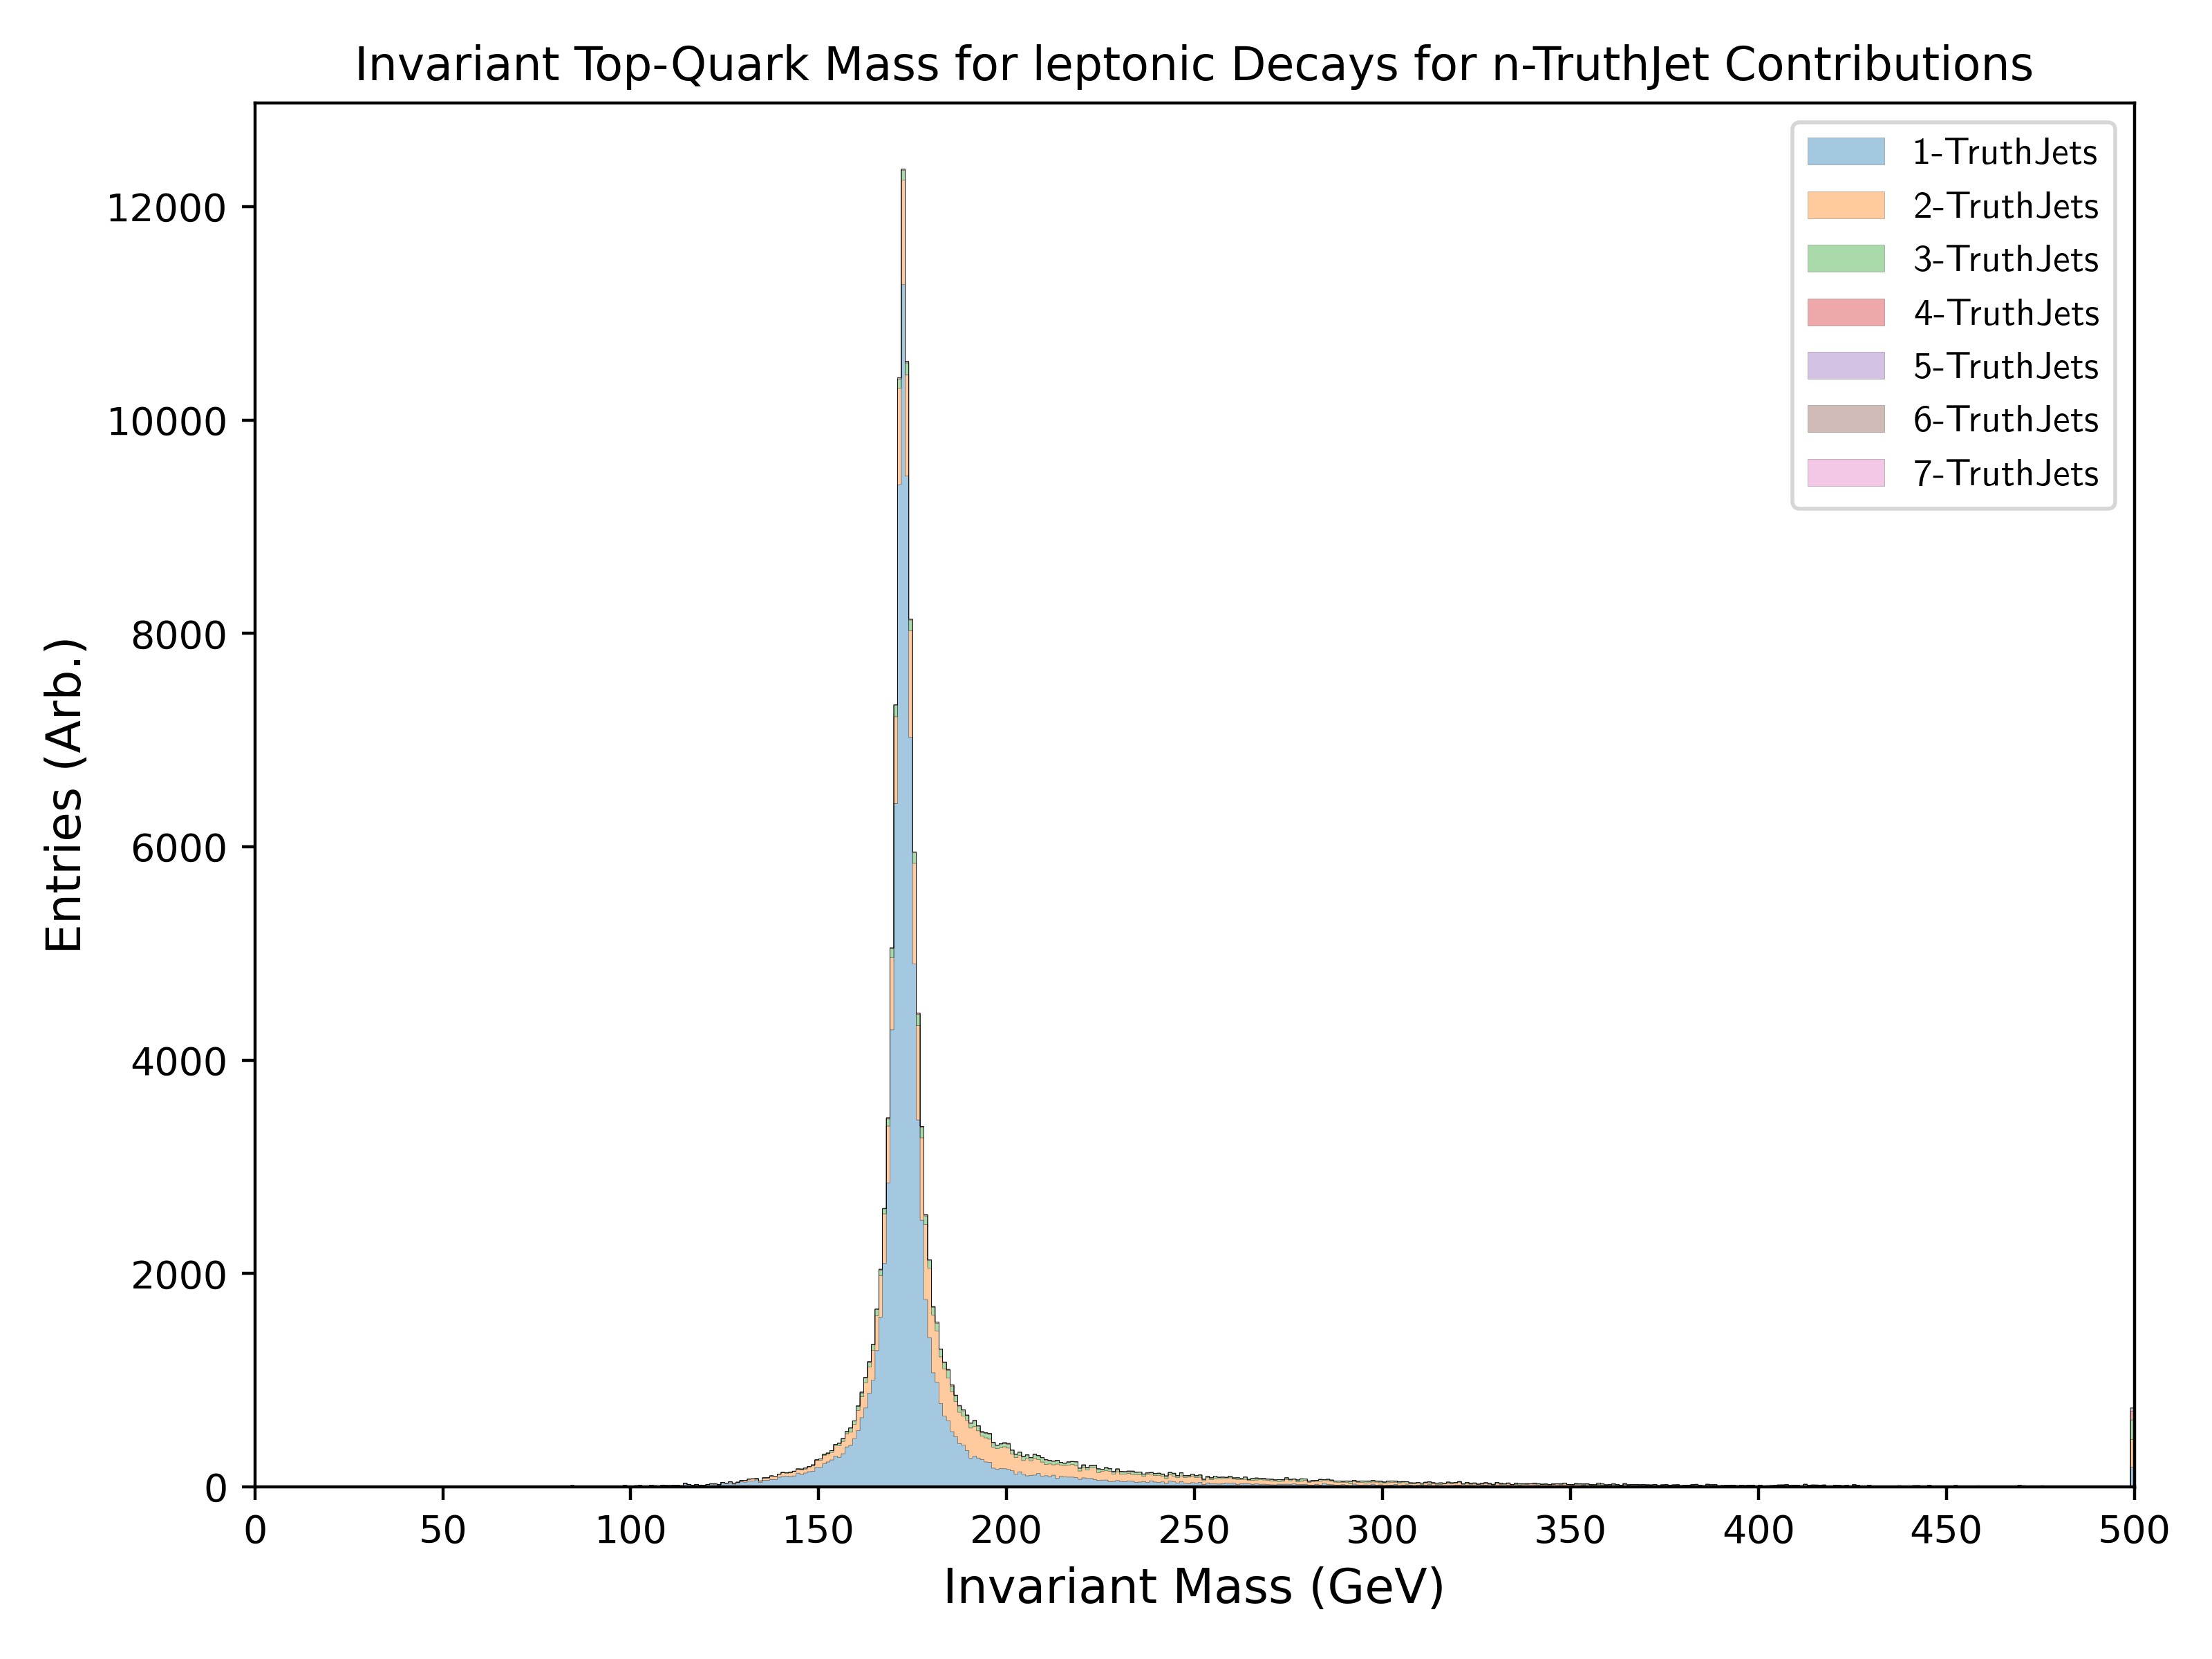 Invariant Top-Quark Mass for leptonic Decays for n-TruthJet Contributions
1-TruthJets
2-TruthJets
3-TruthJets
4-TruthJets
5-TruthJets
6-TruthJets
7-TruthJets
12000
10000
8000
6000
4000
2000
0
Entries (Arb.)
0 50 100 150 200 250 300 350 400 450 500
Invariant Mass (GeV)